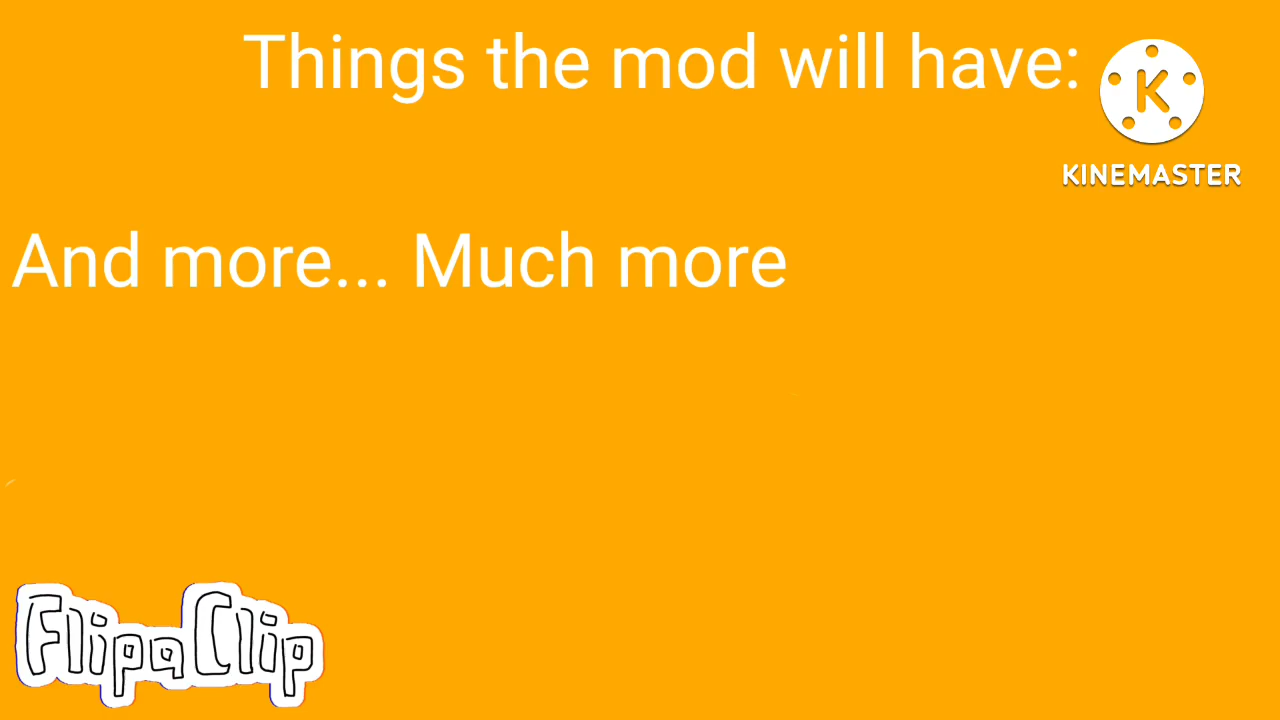 Things the mod will have:
K
KINEMASTER
And more... Much more
FlipaClip